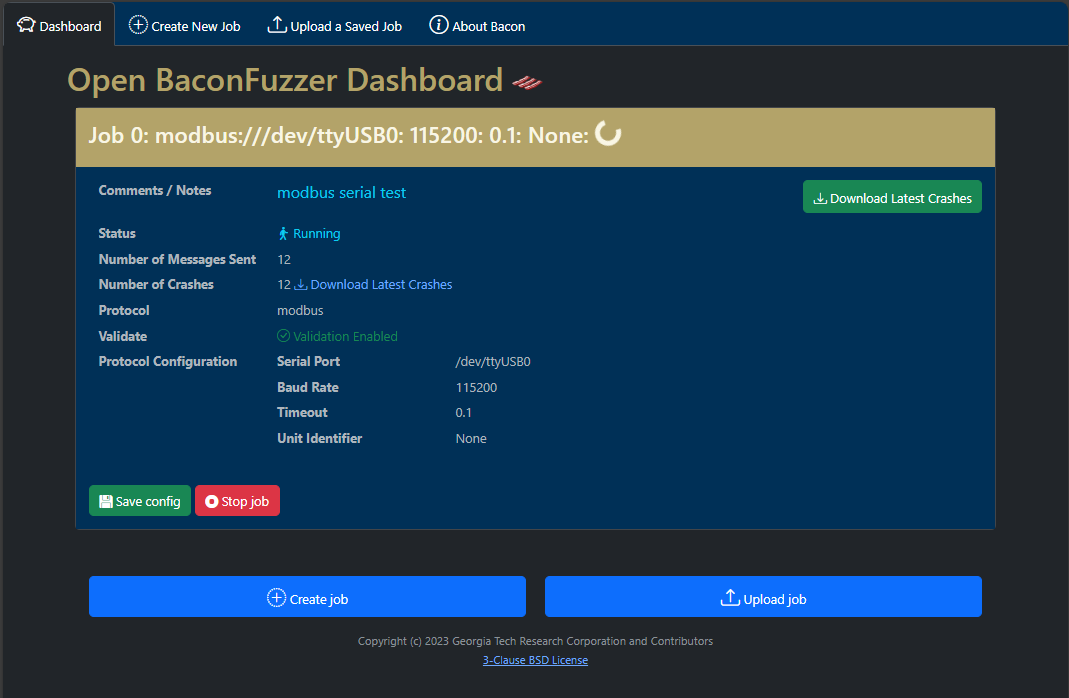 Dashboard Create New Job Upload a Saved Job About Bacon
Open BaconFuzzer Dashboard
Job 0: modbus:///dev/ttyUSB0: 115200: 0.1: None:
Comments / Notes modbus serial test Download Latest Crashes
Status Running
Number of Messages Sent 12
Number of Crashes 12 Download Latest Crashes
Protocol modbus
Validate Validation Enabled
Protocol Configuration Serial Port /dev/ttyUSB0
Baud Rate 115200
Timeout 0.1
Unit Identifier None
Save config Stop job
Create job Upload job
Copyright (c) 2023 Georgia Tech Research Corporation and Contributors
3-Clause BSD License